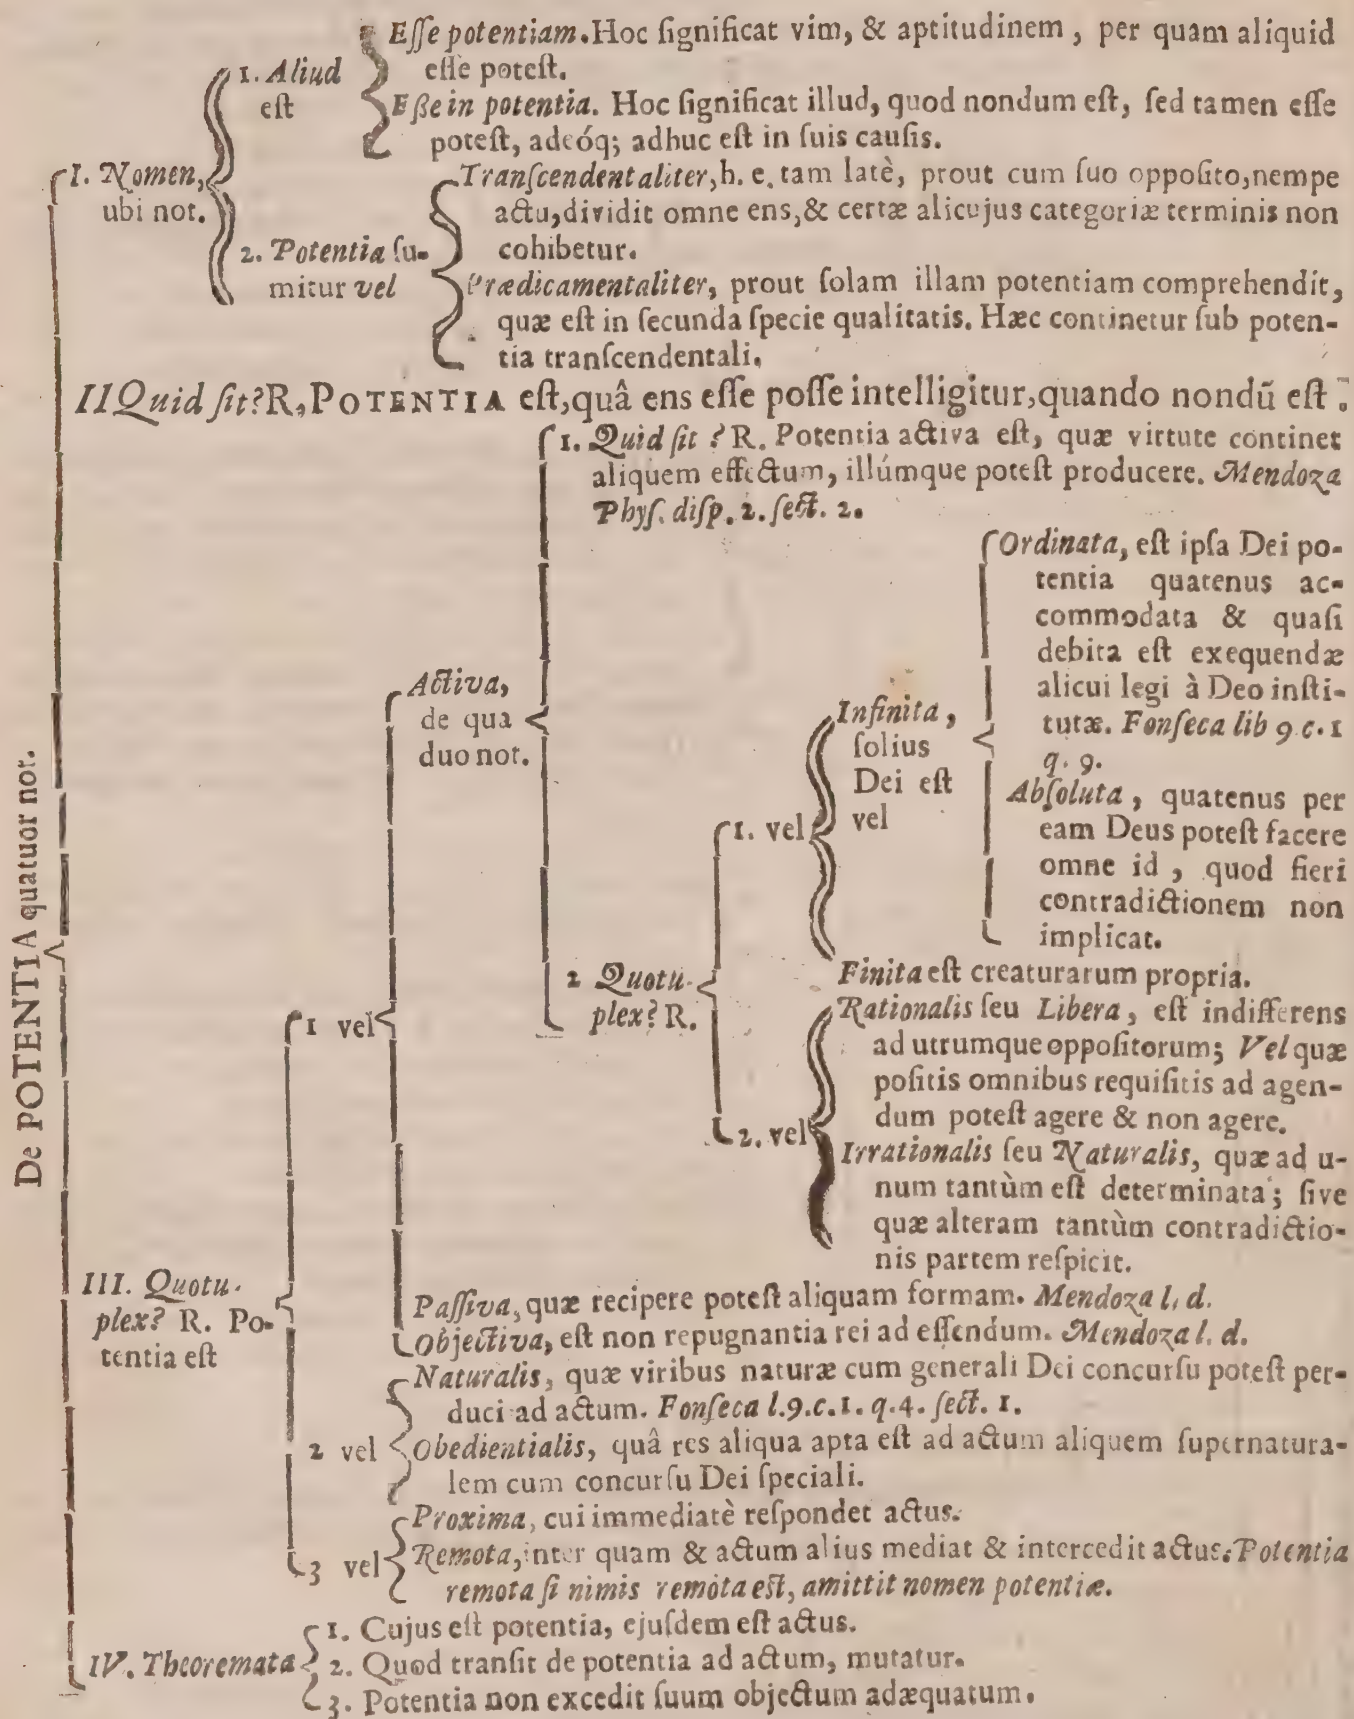 De POTENTIA quatuor not.
I. Nomen,
ubi not.
1. Aliud
est
Eſſe potentiam. Hoc ſignificat vim, & aptitudinem, per quam aliquid
eſſe poteſt.
Eße in potentia. Hoc ſignificat illud, quod nondum eſt, ſed tamen eſſe
poteſt, adeóq; adhuc eſt in ſuis cauſis.
2. Potentia ſu-
mitur vel
Tranſcendentaliter, h. e. tam latè, prout cum ſuo oppoſito, nempe
actu, dividit omne ens, & certæ alicujus categoriæ terminis non
cohibetur.
Prædicamentaliter, prout ſolam illam potentiam comprehendit,
quæ eſt in ſecunda ſpecie qualitatis. Hæc continetur ſub poten-
tia tranſcendentali.
II Quid ſit? R, POTENTIA eſt, quâ ens eſſe poſſe intelligitur, quando nondū eſt.
III. Quotu-
plex? R. Po-
tentia eſt
1 vel
Activa,
de qua
duo not.
1. Quid ſit? R. Potentia activa eſt, quæ virtute continet
aliquem effectum, illúmque poteſt producere. Mendoza
Phyſ. diſp. 2. ſect. 2.
2 Quotu-
plex? R.
1. vel
Infinita,
ſolius
Dei eſt
vel
Ordinata, eſt ipſa Dei po-
tentia quatenus ac-
commodata & quaſi
debita eſt exequendæ
alicui legi à Deo inſti-
tutæ. Fonſeca lib 9. c. 1
q. 9.
Abſoluta, quatenus per
eam Deus poteſt facere
omne id, quod fieri
contradictionem non
implicat.
Finita eſt creaturarum propria.
2. vel
Rationalis ſeu Libera, eſt indifferens
ad utrumque oppoſitorum; Vel quæ
poſitis omnibus requiſitis ad agen-
dum poteſt agere & non agere.
Irrationalis ſeu Naturalis, quæ ad u-
num tantùm eſt determinata; ſive
quæ alteram tantùm contradictio-
nis partem reſpicit.
Paſſiva, quæ recipere poteſt aliquam formam. Mendoza l. d.
Objectiva, eſt non repugnantia rei ad eſſendum. Mendoza l. d.
2 vel
Naturalis, quæ viribus naturæ cum generali Dei concurſu poteſt per-
duci ad actum. Fonſeca l. 9. c. 1. q. 4. ſect. 1.
Obedientialis, quâ res aliqua apta eſt ad actum aliquem ſupernatura-
lem cum concurſu Dei ſpeciali.
3 vel
Proxima, cui immediatè reſpondet actus.
Remota, inter quam & actum alius mediat & intercedit actus. Potentia
remota ſi nimis remota eſt, amittit nomen potentiæ.
IV. Theoremata
1. Cujus eſt potentia, ejuſdem eſt actus.
2. Quod tranſit de potentia ad actum, mutatur.
3. Potentia non excedit ſuum objectum adæquatum.